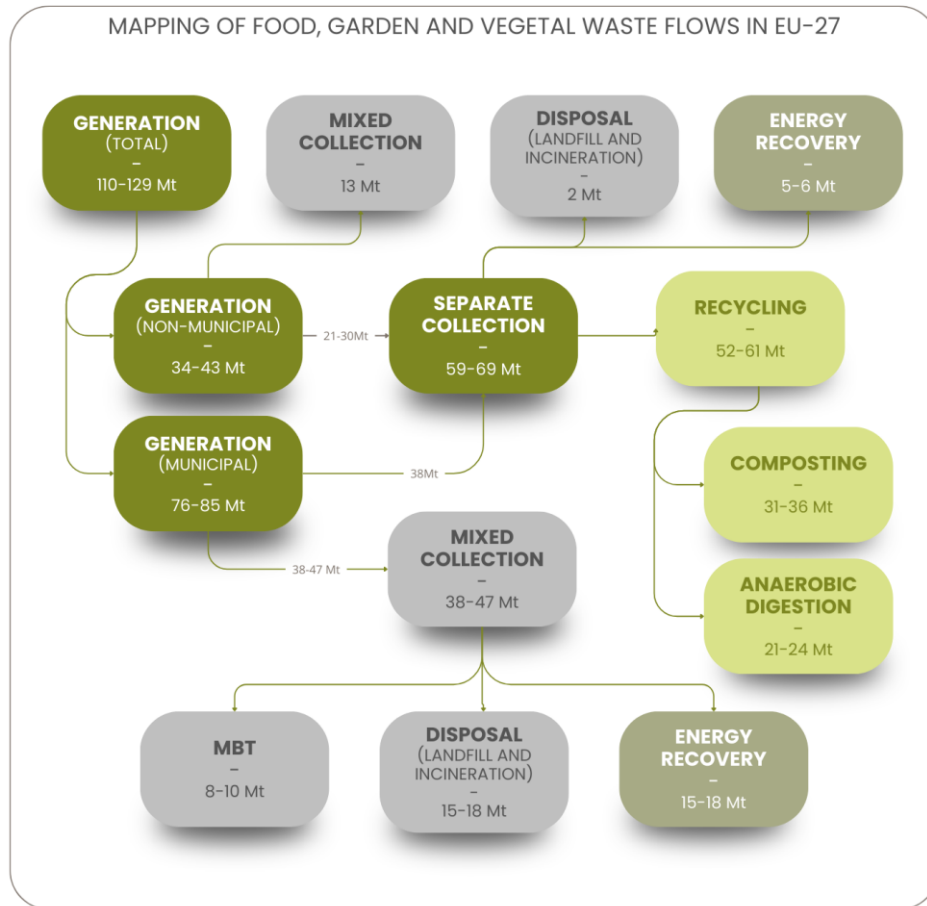 MAPPING OF FOOD, GARDEN AND VEGETAL WASTE FLOWS IN EU-27
GENERATION
(TOTAL)
–
110-129 Mt
MIXED
COLLECTION
–
13 Mt
DISPOSAL
(LANDFILL AND
INCINERATION)
–
2 Mt
ENERGY
RECOVERY
–
5-6 Mt
GENERATION
(NON-MUNICIPAL)
–
34-43 Mt
21-30Mt
SEPARATE
COLLECTION
–
59-69 Mt
RECYCLING
–
52-61 Mt
GENERATION
(MUNICIPAL)
–
76-85 Mt
38Mt
COMPOSTING
–
31-36 Mt
38-47 Mt
MIXED
COLLECTION
–
38-47 Mt
ANAEROBIC
DIGESTION
–
21-24 Mt
MBT
–
8-10 Mt
DISPOSAL
(LANDFILL AND
INCINERATION)
–
15-18 Mt
ENERGY
RECOVERY
–
15-18 Mt